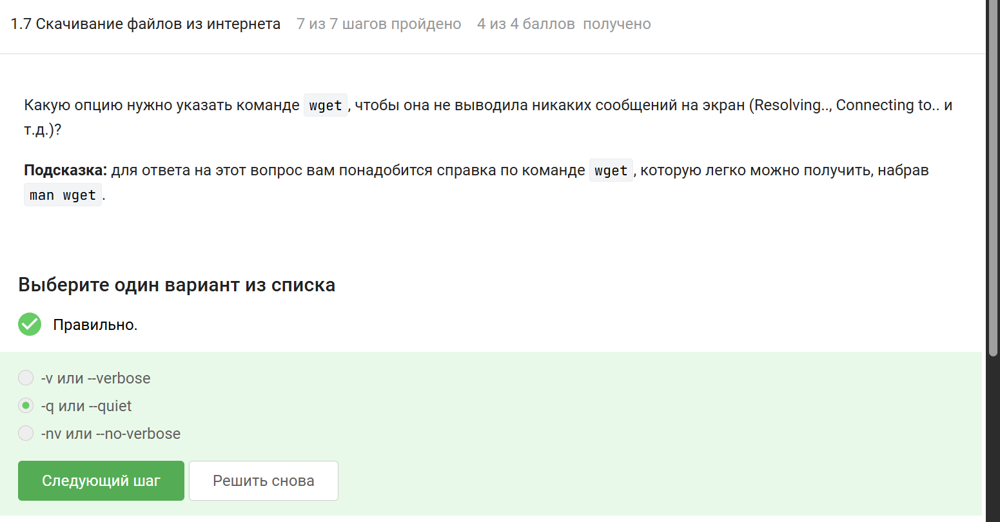 1.7 Скачивание файлов из интернета 7 из 7 шагов пройдено 4 из 4 баллов получено
Какую опцию нужно указать команде wget, чтобы она не выводила никаких сообщений на экран (Resolving.., Connecting to.. и
т.д.)?
Подсказка: для ответа на этот вопрос вам понадобится справка по команде wget, которую легко можно получить, набрав
man wget.
Выберите один вариант из списка
Правильно.
-v или --verbose
-q или --quiet
-nv или --no-verbose
Следующий шаг Решить снова